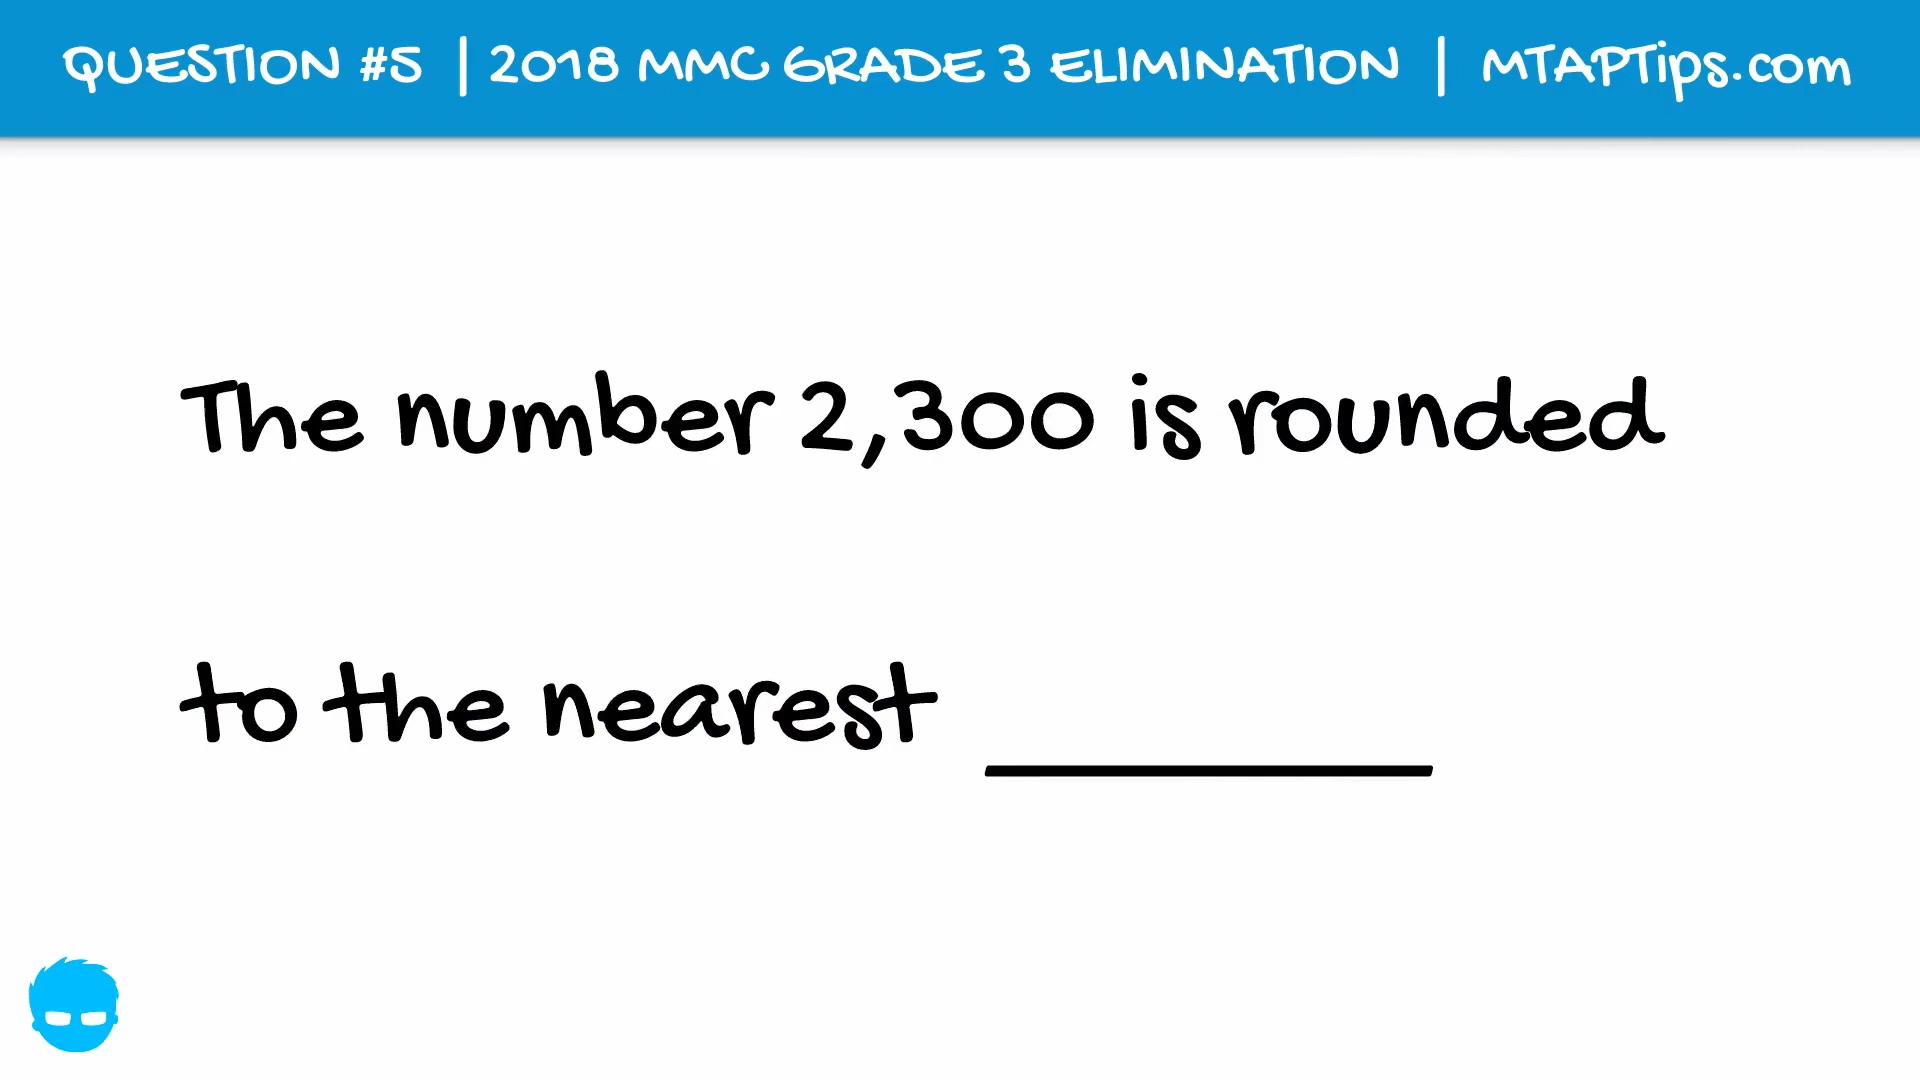 QUESTION #5 | 2018 MMC GRADE 3 ELIMINATION | MTAPTips.com
The number 2,300 is rounded
to the nearest ________